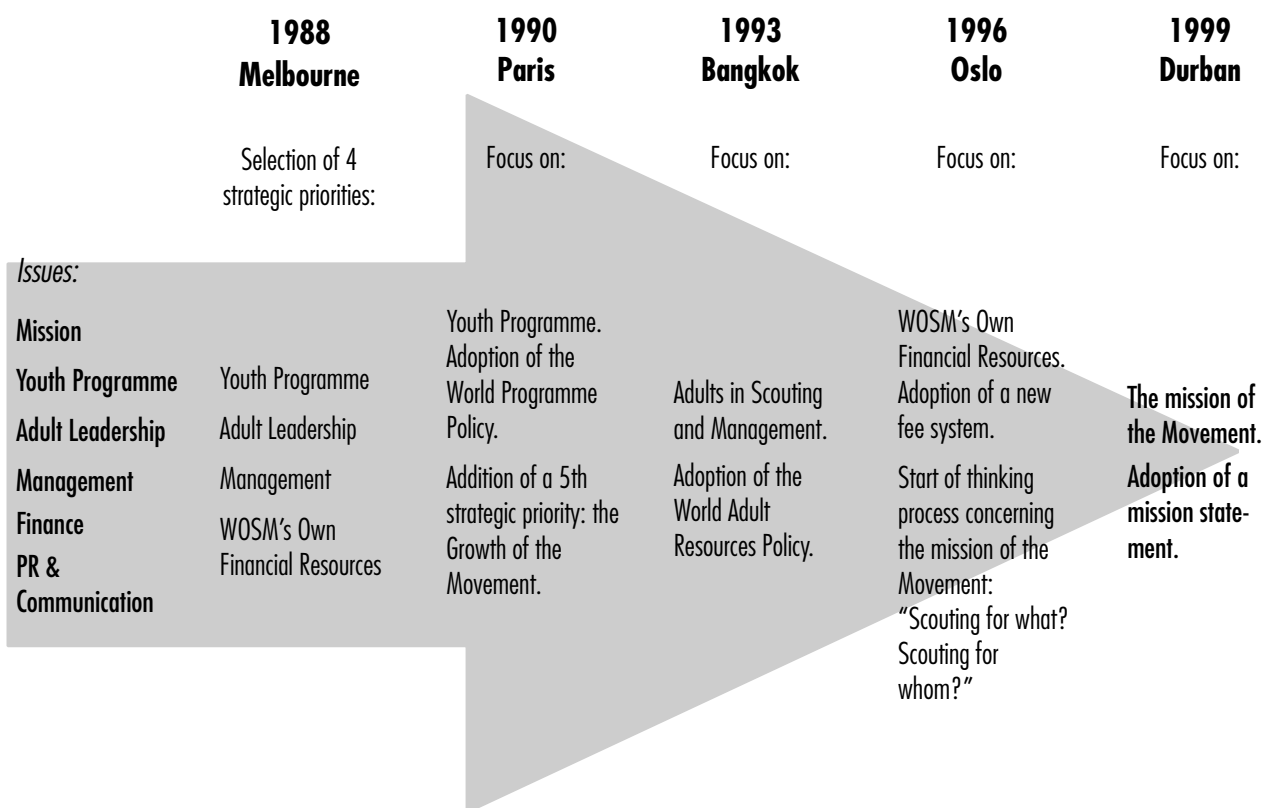 1988
Melbourne
1990
Paris
1993
Bangkok
1996
Oslo
1999
Durban
Selection of 4
strategic priorities:
Focus on:
Focus on:
Focus on:
Focus on:
Issues:
Mission
Youth Programme
Adult Leadership
Management
Finance
PR &
Communication
Youth Programme
Adult Leadership
Management
WOSM's Own
Financial Resources
Youth Programme.
Adoption of the
World Programme
Policy.
Addition of a 5th
strategic priority: the
Growth of the
Movement.
Adults in Scouting
and Management.
Adoption of the
World Adult
Resources Policy.
WOSM's Own
Financial Resources.
Adoption of a new
fee system.
Start of thinking
process concerning
the mission of the
Movement:
"Scouting for what?
Scouting for
whom?"
The mission of
the Movement.
Adoption of a
mission state-
ment.